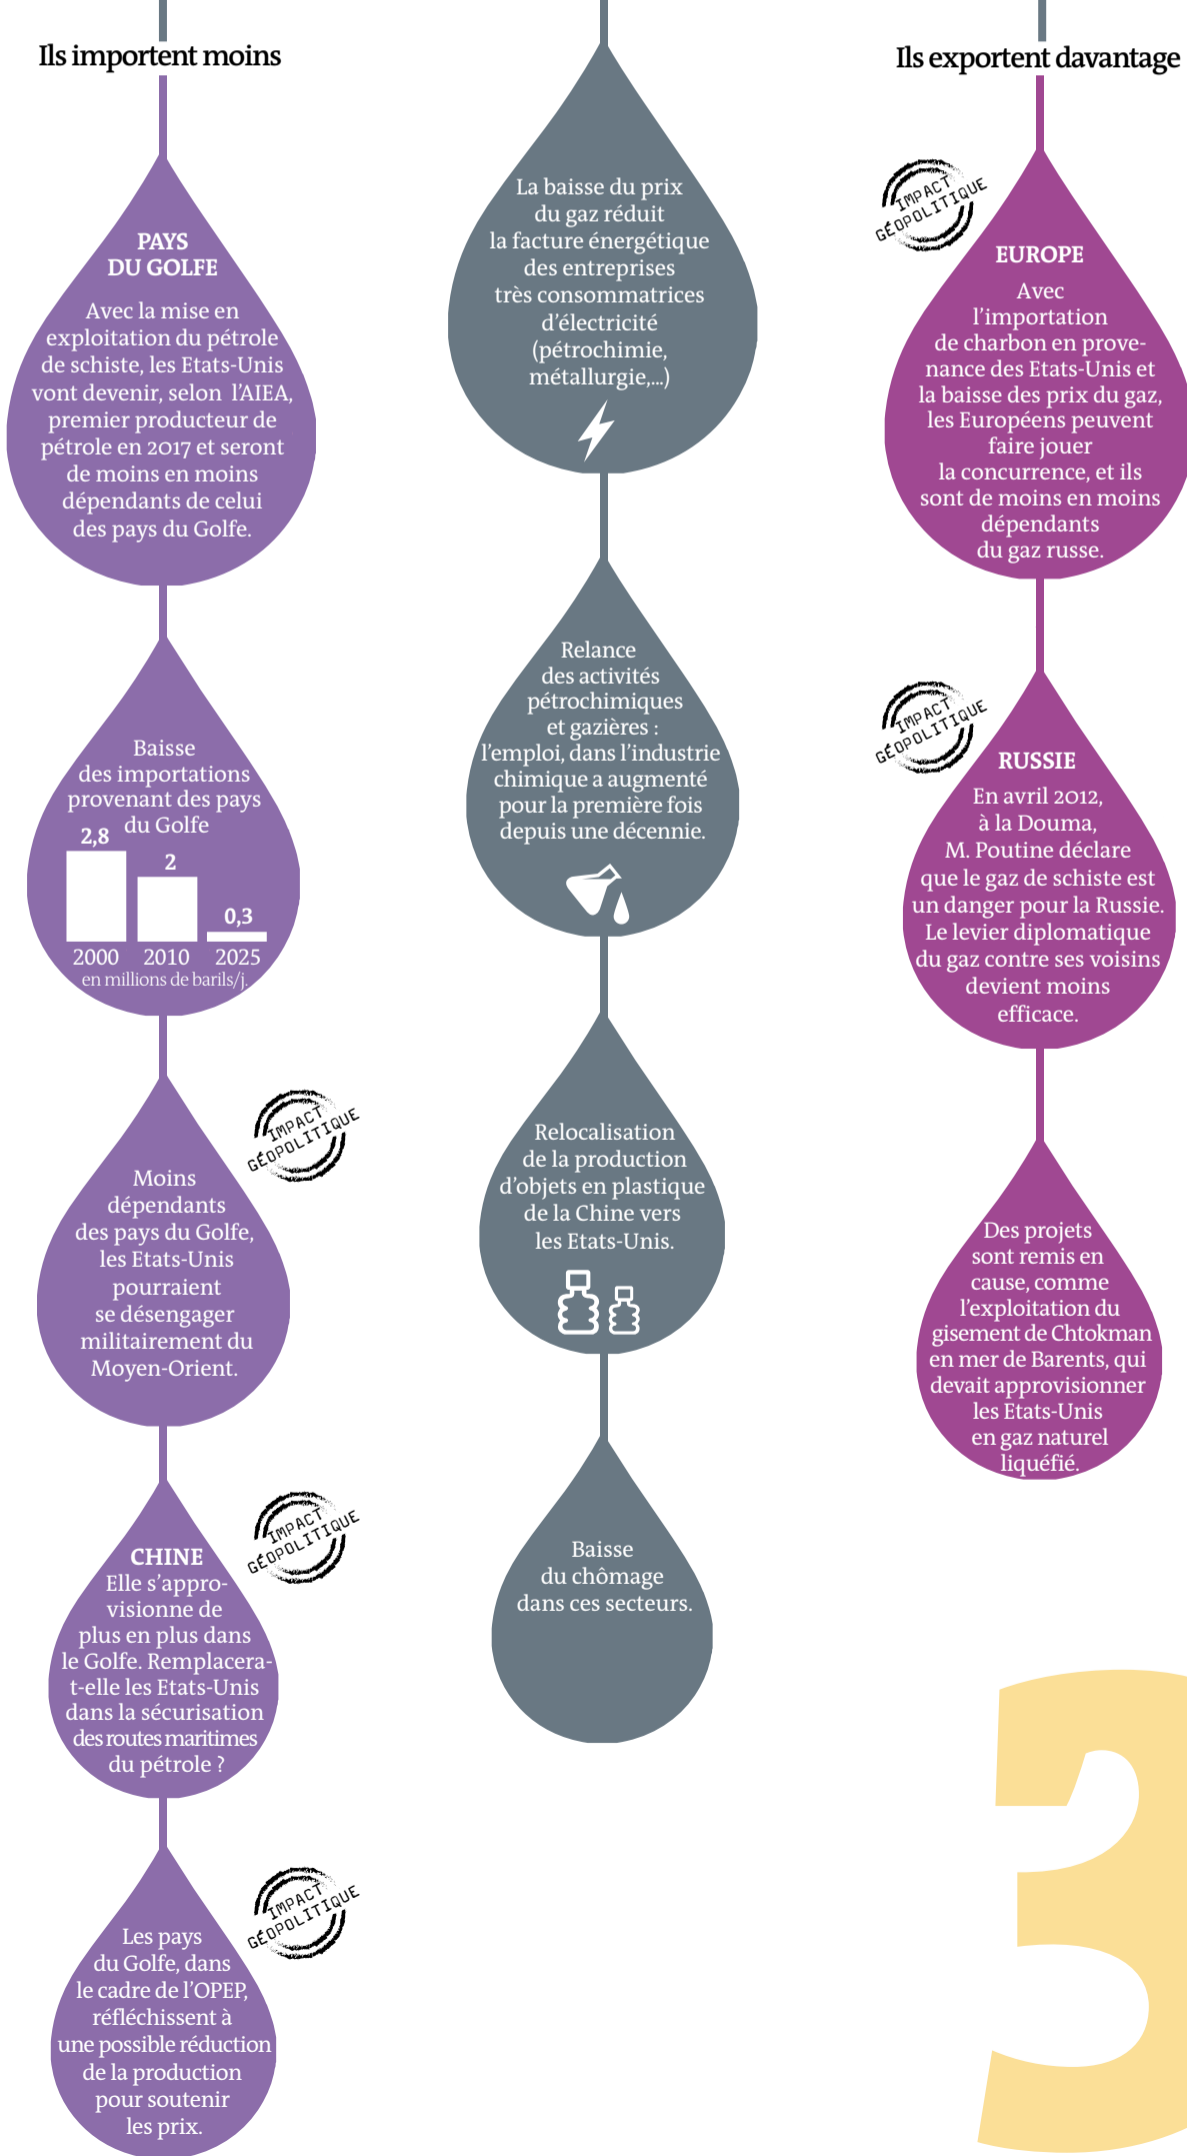 Ils importent moins
PAYS
DU GOLFE
Avec la mise en
exploitation du pétrole
de schiste, les Etats-Unis
vont devenir, selon l’AIEA,
premier producteur de
pétrole en 2017 et seront
de moins en moins
dépendants de celui
des pays du Golfe.
Baisse
des importations
provenant des pays
du Golfe
2,8
2
0,3
2000 2010 2025
en millions de barils/j.
IMPACT
GÉOPOLITIQUE
Moins
dépendants
des pays du Golfe,
les Etats-Unis
pourraient
se désengager
militairement du
Moyen-Orient.
IMPACT
GÉOPOLITIQUE
CHINE
Elle s’appro-
visionne de
plus en plus dans
le Golfe. Remplacera-
t-elle les Etats-Unis
dans la sécurisation
des routes maritimes
du pétrole ?
IMPACT
GÉOPOLITIQUE
Les pays
du Golfe, dans
le cadre de l’OPEP,
réfléchissent à
une possible réduction
de la production
pour soutenir
les prix.
La baisse du prix
du gaz réduit
la facture énergétique
des entreprises
très consommatrices
d’électricité
(pétrochimie,
métallurgie,...)
Relance
des activités
pétrochimiques
et gazières :
l’emploi, dans l’industrie
chimique a augmenté
pour la première fois
depuis une décennie.
Relocalisation
de la production
d’objets en plastique
de la Chine vers
les Etats-Unis.
Baisse
du chômage
dans ces secteurs.
Ils exportent davantage
IMPACT
GÉOPOLITIQUE
EUROPE
Avec
l’importation
de charbon en prove-
nance des Etats-Unis et
la baisse des prix du gaz,
les Européens peuvent
faire jouer
la concurrence, et ils
sont de moins en moins
dépendants
du gaz russe.
IMPACT
GÉOPOLITIQUE
RUSSIE
En avril 2012,
à la Douma,
M. Poutine déclare
que le gaz de schiste est
un danger pour la Russie.
Le levier diplomatique
du gaz contre ses voisins
devient moins
efficace.
Des projets
sont remis en
cause, comme
l’exploitation du
gisement de Chtokman
en mer de Barents, qui
devait approvisionner
les Etats-Unis
en gaz naturel
liquéfié.
3